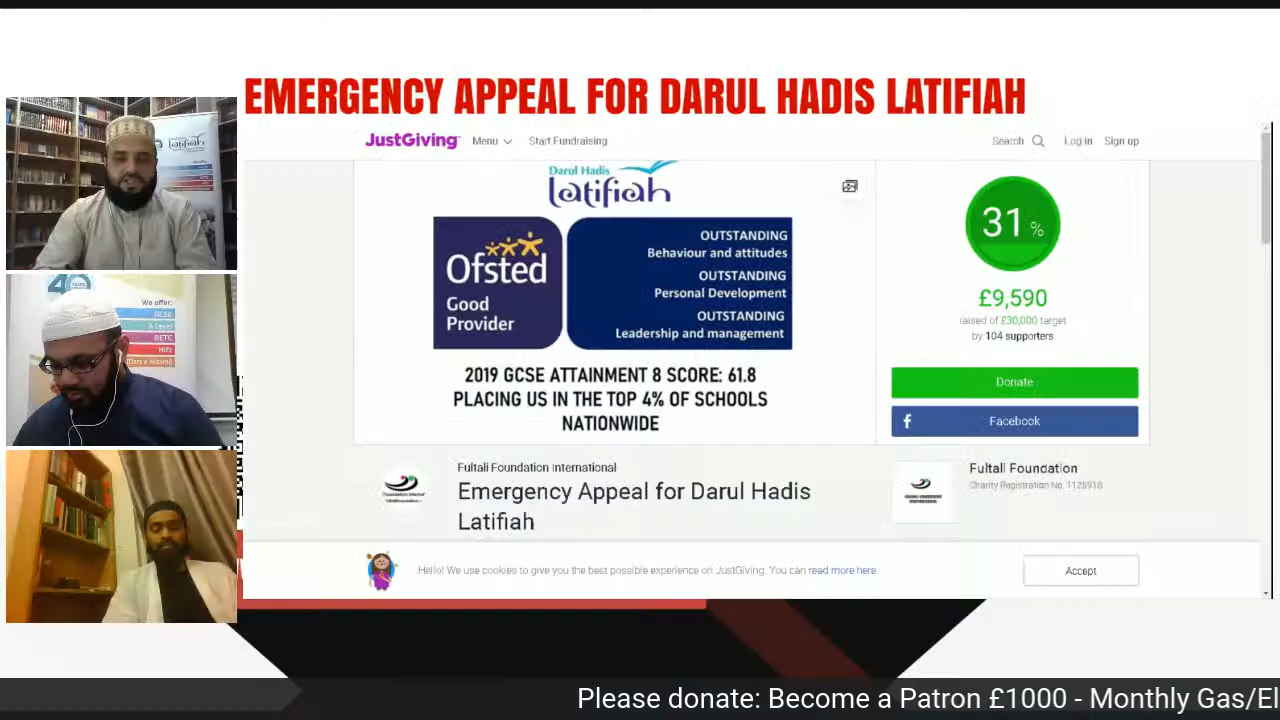 EMERGENCY APPEAL FOR DARUL HADIS LATIFIAH
JustGiving
Menu
Start Fundraising
Search
Log in
Sign up
Darul Hadis
latifiah
Ofsted
Good
Provider
OUTSTANDING
Behaviour and attitudes
OUTSTANDING
Personal Development
OUTSTANDING
Leadership and management
2019 GCSE ATTAINMENT 8 SCORE: 61.8
PLACING US IN THE TOP 4% OF SCHOOLS
NATIONWIDE
31 %
£9,590
raised of £30,000 target
by 104 supporters
Donate
Facebook
Fultali Foundation International
Emergency Appeal for Darul Hadis
Latifiah
Fultali Foundation
Hello! We use cookies to give you the best possible experience on JustGiving. You can read more here.
Accept
latifiah
40
YEARS
We offer:
GCSE
A Level
BETC
Hifz
Please donate: Become a Patron £1000 - Monthly Gas/El